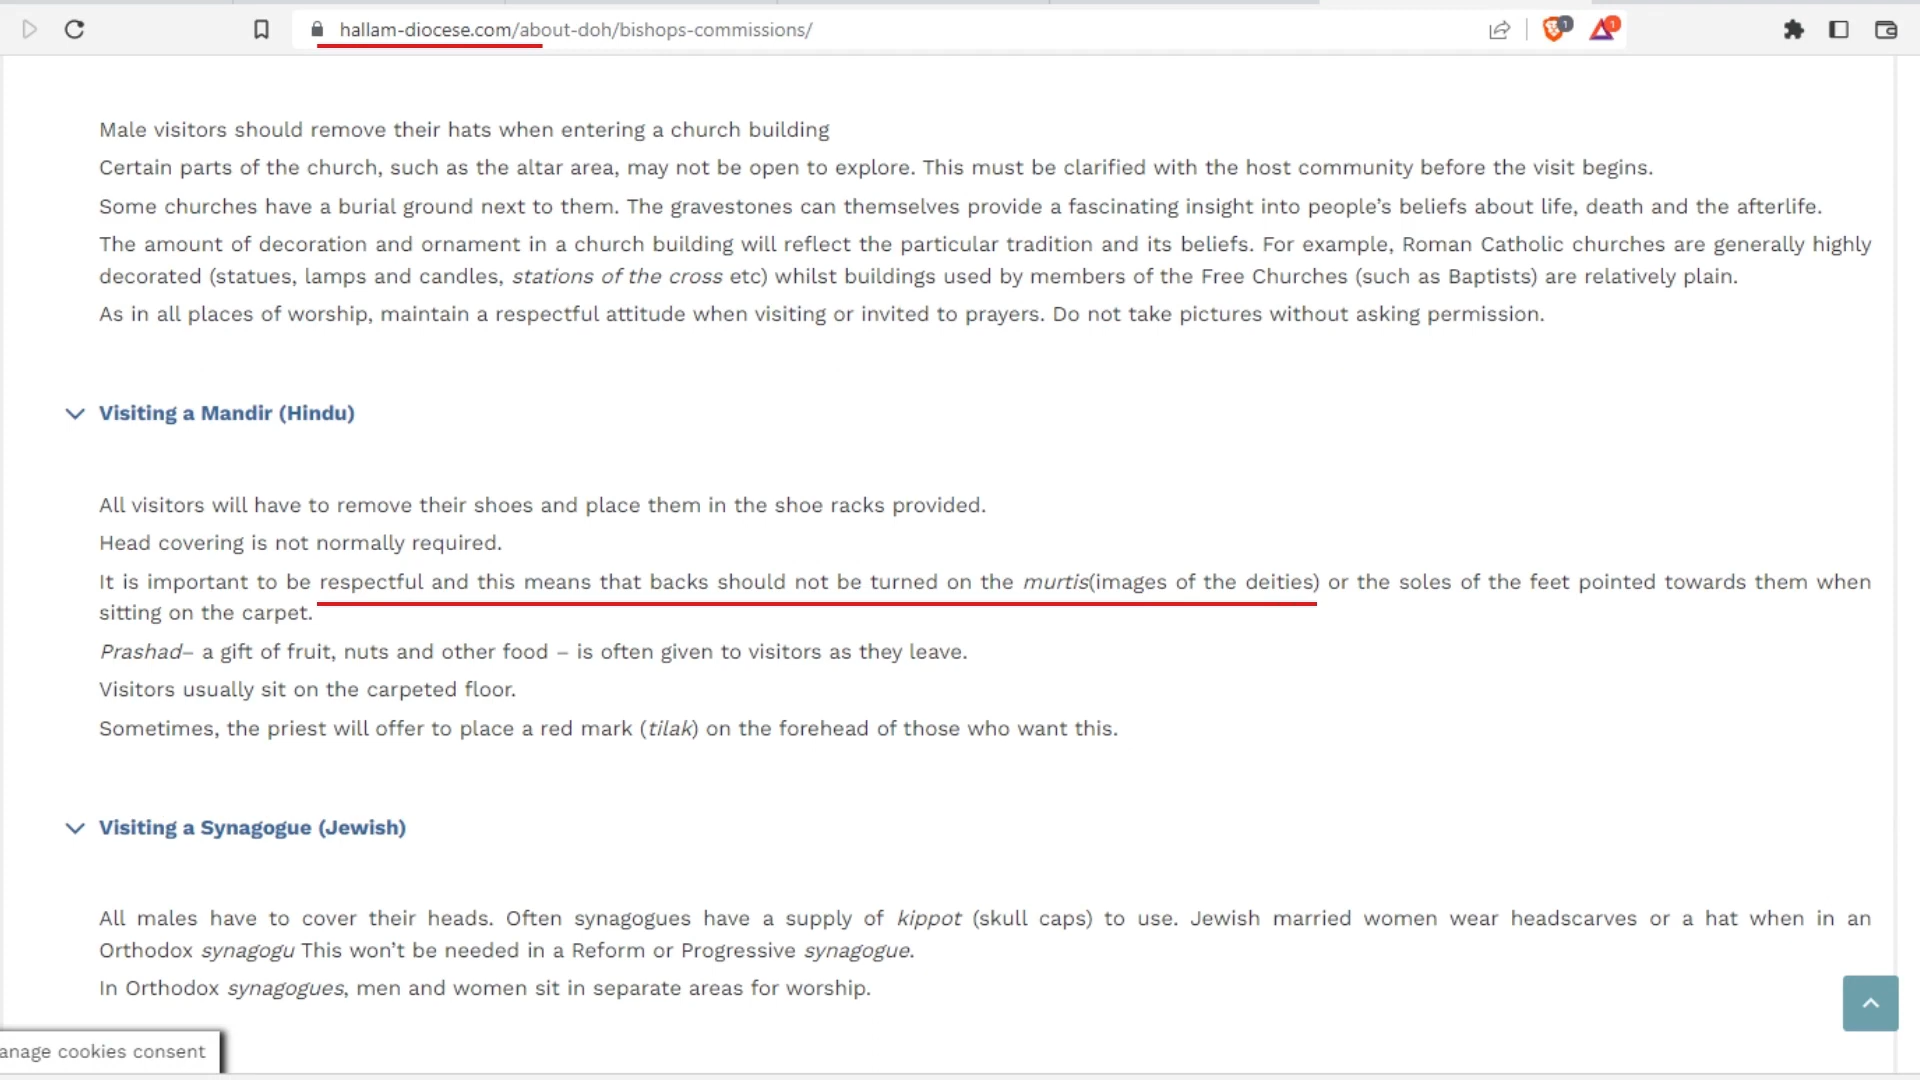 hallam-diocese.com/about-doh/bishops-commissions/
1
1
Male visitors should remove their hats when entering a church building
Certain parts of the church, such as the altar area, may not be open to explore. This must be clarified with the host community before the visit begins.
Some churches have a burial ground next to them. The gravestones can themselves provide a fascinating insight into people’s beliefs about life, death and the afterlife.
The amount of decoration and ornament in a church building will reflect the particular tradition and its beliefs. For example, Roman Catholic churches are generally highly
decorated (statues, lamps and candles, stations of the cross etc) whilst buildings used by members of the Free Churches (such as Baptists) are relatively plain.
As in all places of worship, maintain a respectful attitude when visiting or invited to prayers. Do not take pictures without asking permission.
Visiting a Mandir (Hindu)
All visitors will have to remove their shoes and place them in the shoe racks provided.
Head covering is not normally required.
It is important to be respectful and this means that backs should not be turned on the murtis(images of the deities) or the soles of the feet pointed towards them when
sitting on the carpet.
Prashad– a gift of fruit, nuts and other food – is often given to visitors as they leave.
Visitors usually sit on the carpeted floor.
Sometimes, the priest will offer to place a red mark (tilak) on the forehead of those who want this.
Visiting a Synagogue (Jewish)
All males have to cover their heads. Often synagogues have a supply of kippot (skull caps) to use. Jewish married women wear headscarves or a hat when in an
Orthodox synagogu This won’t be needed in a Reform or Progressive synagogue.
In Orthodox synagogues, men and women sit in separate areas for worship.
anage cookies consent